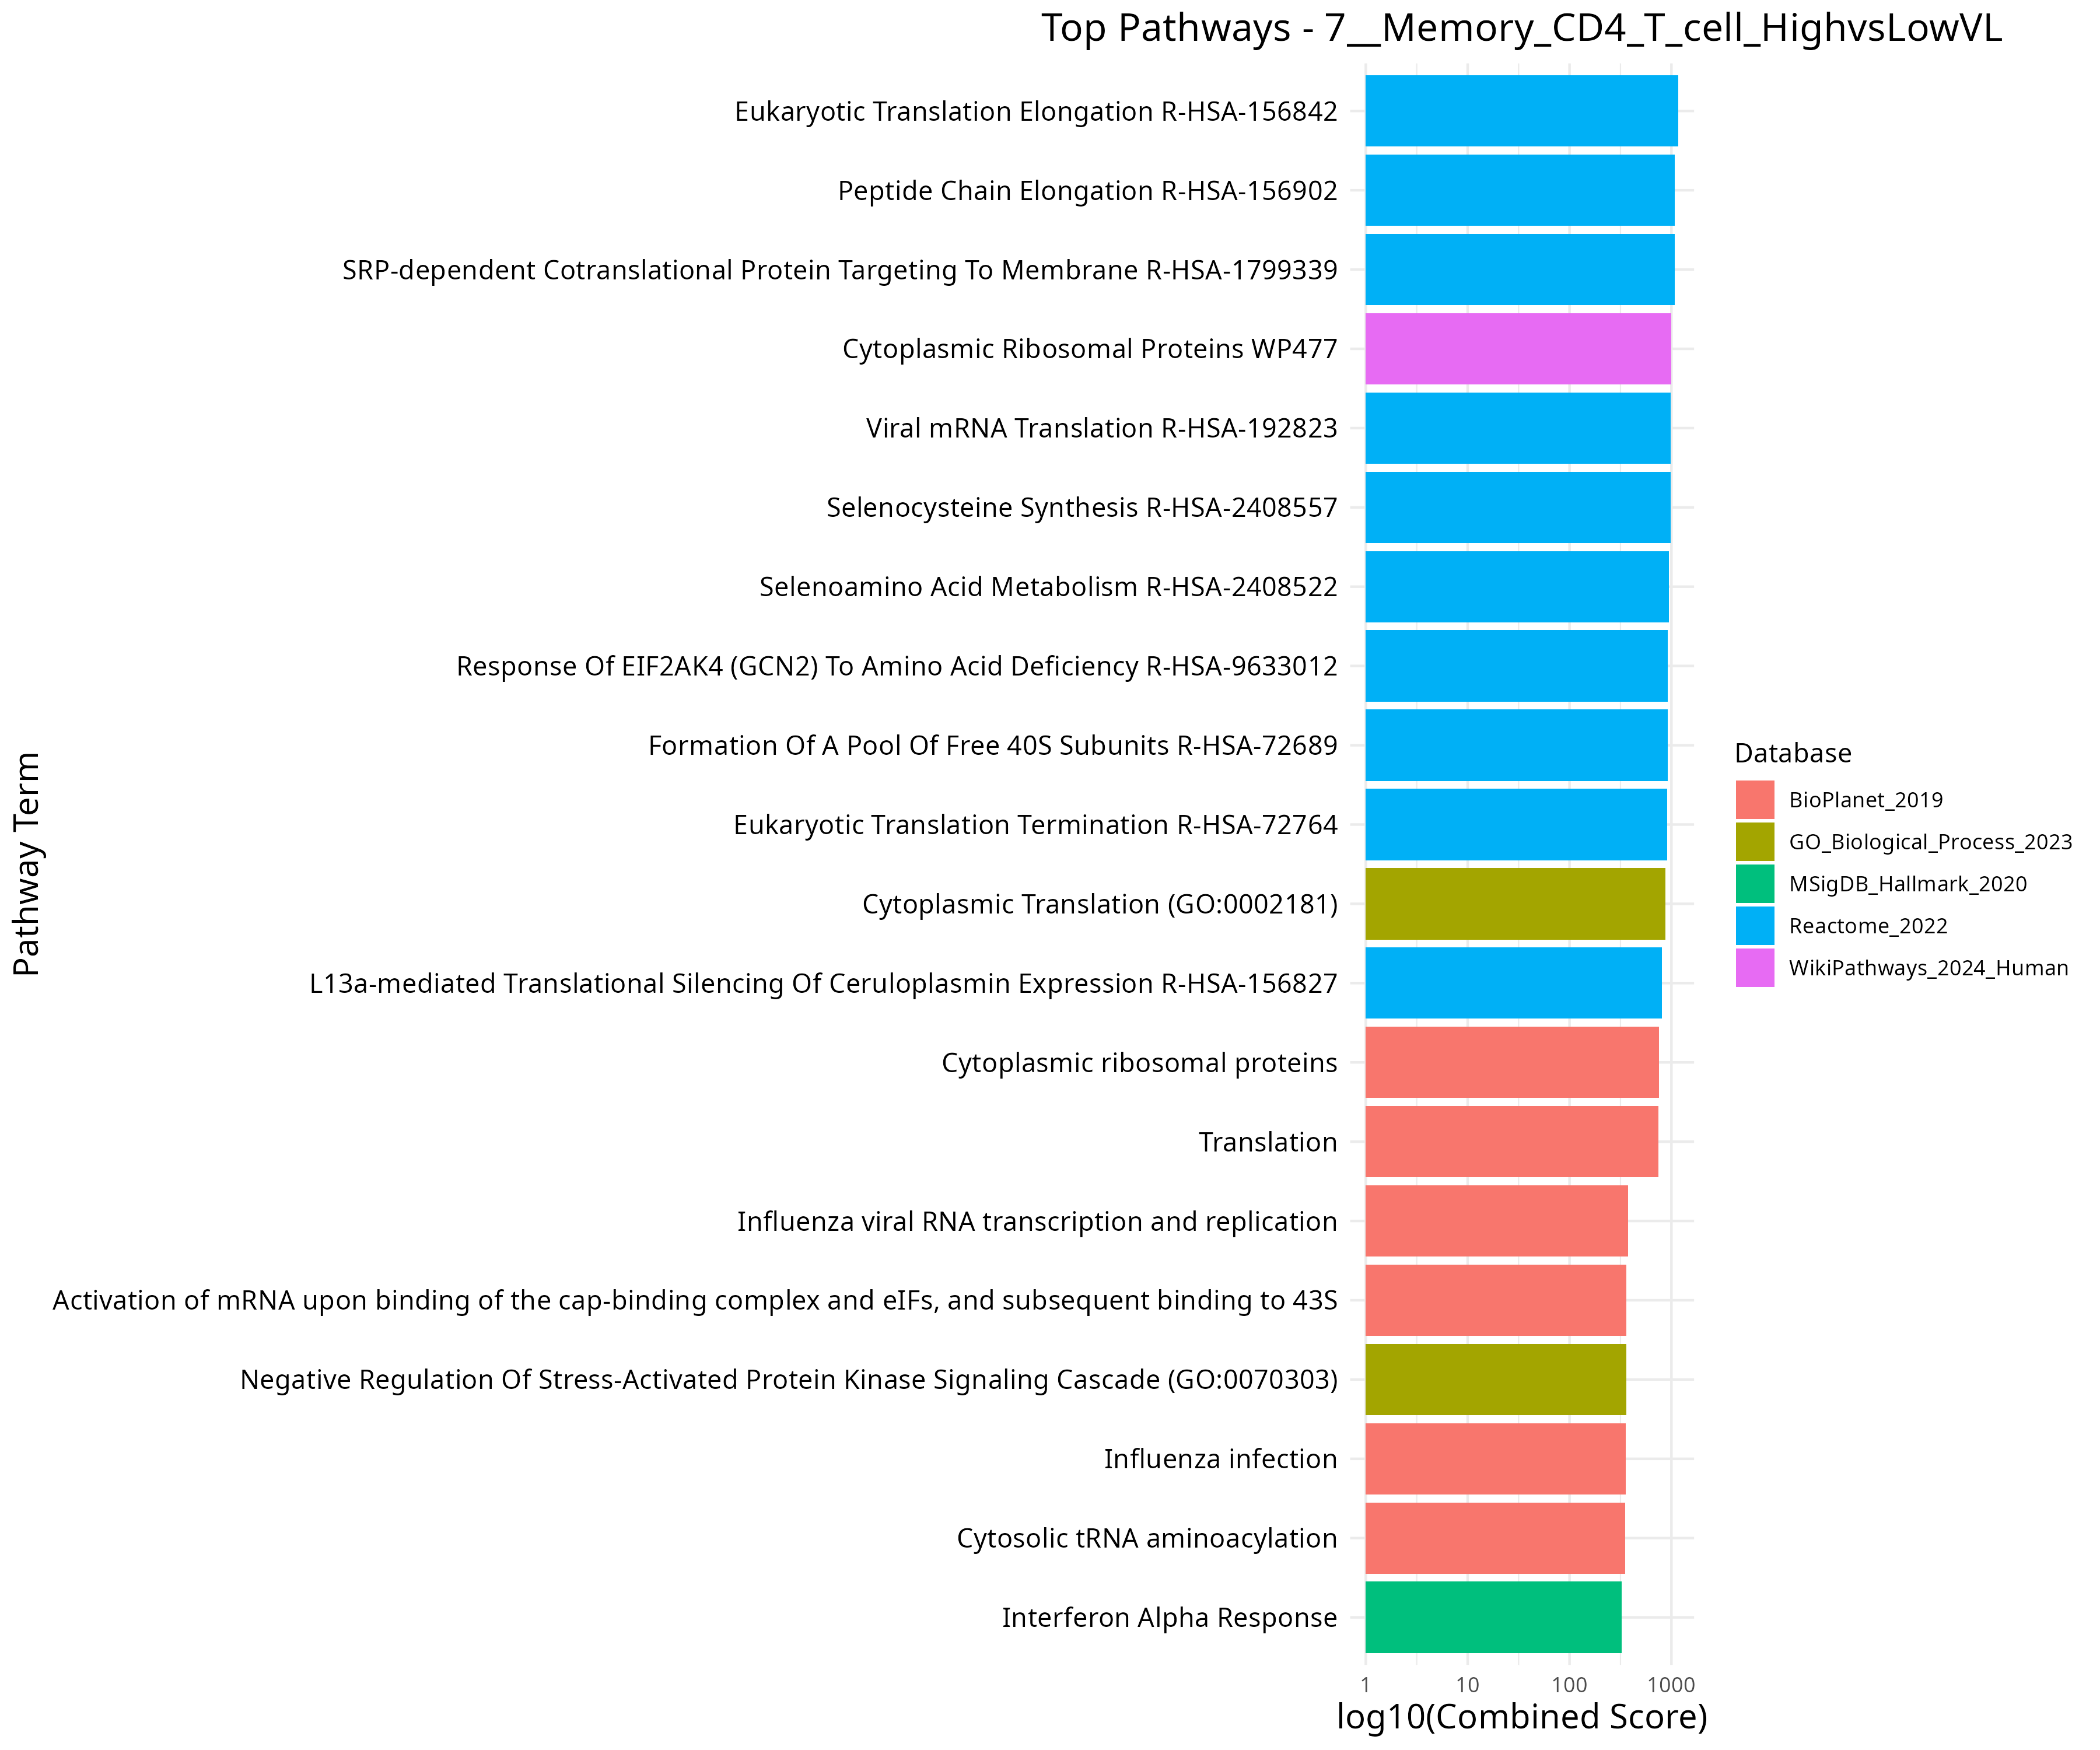 Top Pathways - 7__Memory_CD4_T_cell_HighvsLowVL
Pathway Term
Eukaryotic Translation Elongation R-HSA-156842
Peptide Chain Elongation R-HSA-156902
SRP-dependent Cotranslational Protein Targeting To Membrane R-HSA-1799339
Cytoplasmic Ribosomal Proteins WP477
Viral mRNA Translation R-HSA-192823
Selenocysteine Synthesis R-HSA-2408557
Selenoamino Acid Metabolism R-HSA-2408522
Response Of EIF2AK4 (GCN2) To Amino Acid Deficiency R-HSA-9633012
Formation Of A Pool Of Free 40S Subunits R-HSA-72689
Eukaryotic Translation Termination R-HSA-72764
Cytoplasmic Translation (GO:0002181)
L13a-mediated Translational Silencing Of Ceruloplasmin Expression R-HSA-156827
Cytoplasmic ribosomal proteins
Translation
Influenza viral RNA transcription and replication
Activation of mRNA upon binding of the cap-binding complex and eIFs, and subsequent binding to 43S
Negative Regulation Of Stress-Activated Protein Kinase Signaling Cascade (GO:0070303)
Influenza infection
Cytosolic tRNA aminoacylation
Interferon Alpha Response
1 10 100 1000
log10(Combined Score)
Database
BioPlanet_2019
GO_Biological_Process_2023
MSigDB_Hallmark_2020
Reactome_2022
WikiPathways_2024_Human